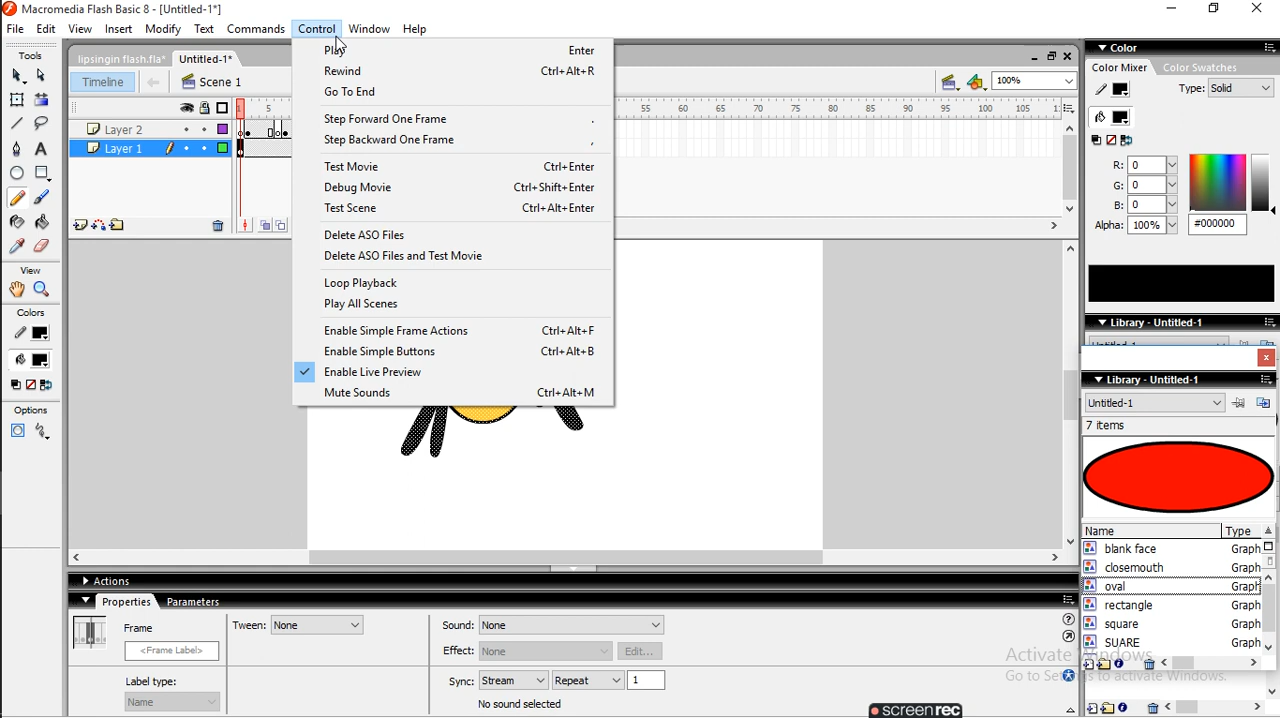 Macromedia Flash Basic 8 - [Untitled-1*]
File Edit View Insert Modify Text Commands Control Window Help
Tools
lipsingin flash.fla* Untitled-1*
Timeline Scene 1 100%
1 5 55 60 65 70 75 80 85 90 95 100 105
Layer 2
Layer 1
Play Enter
Rewind Ctrl+Alt+R
Go To End
Step Forward One Frame .
Step Backward One Frame ,
Test Movie Ctrl+Enter
Debug Movie Ctrl+Shift+Enter
Test Scene Ctrl+Alt+Enter
Delete ASO Files
Delete ASO Files and Test Movie
Loop Playback
Play All Scenes
Enable Simple Frame Actions Ctrl+Alt+F
Enable Simple Buttons Ctrl+Alt+B
Enable Live Preview
Mute Sounds Ctrl+Alt+M
View
Colors
Options
Color
Color Mixer Color Swatches
Type: Solid
R: 0
G: 0
B: 0
Alpha: 100% #000000
Library - Untitled-1
Untitled-1
Library - Untitled-1
Untitled-1
7 items
Name Type
blank face Graph
closemouth Graph
oval Graph
rectangle Graph
square Graph
SUARE Graph
Actions
Properties Parameters
Frame
<Frame Label>
Label type:
Name
Tween: None
Sound: None
Effect: None Edit...
Sync: Stream Repeat 1
No sound selected
Activate Windows
Go to Settings to activate Windows.
screenrec